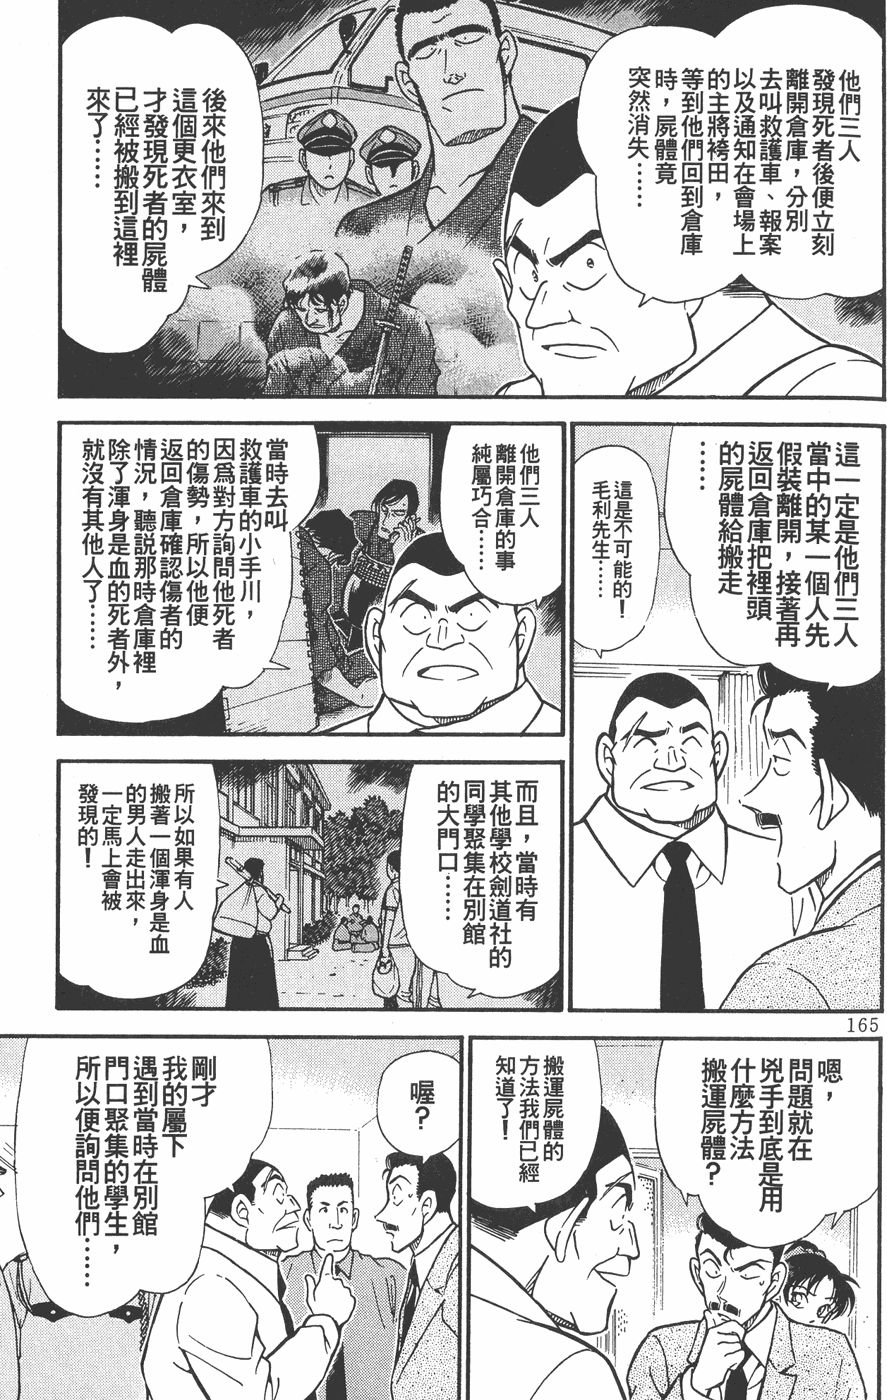 他們三人
發現死者後便立刻
離開倉庫，分別
去叫救護車、報案
以及通知在會場上
的主將袴田，
等到他們回到倉庫
時，屍體竟
突然消失……
後來他們來到
這個更衣室，
才發現死者的屍體
已經被搬到這裡
來了……
這一定是他們三人
當中的某一個人先
假裝離開，接著再
返回倉庫把裡頭
的屍體給搬走
……
這是不可能的！
毛利先生……
他們三人
離開倉庫的事
純屬巧合……
當時去叫
救護車的小手川，
因為對方詢問他死者
的傷勢，所以他便
返回倉庫確認傷者的
情況，聽說那時倉庫裡
除了渾身是血的死者外，
就沒有其他人了……
而且，當時有
其他學校劍道社的
同學聚集在別館
的大門口……
所以如果有人
搬著一個渾身是血
的男人走出來，
一定馬上會被
發現的！
165
嗯，
問題就在
兇手到底是用
什麼方法
搬運屍體？
搬運屍體的
方法我們已經
知道了！
喔？
剛才
我的屬下
遇到當時在別館
門口聚集的學生，
所以便詢問他們……